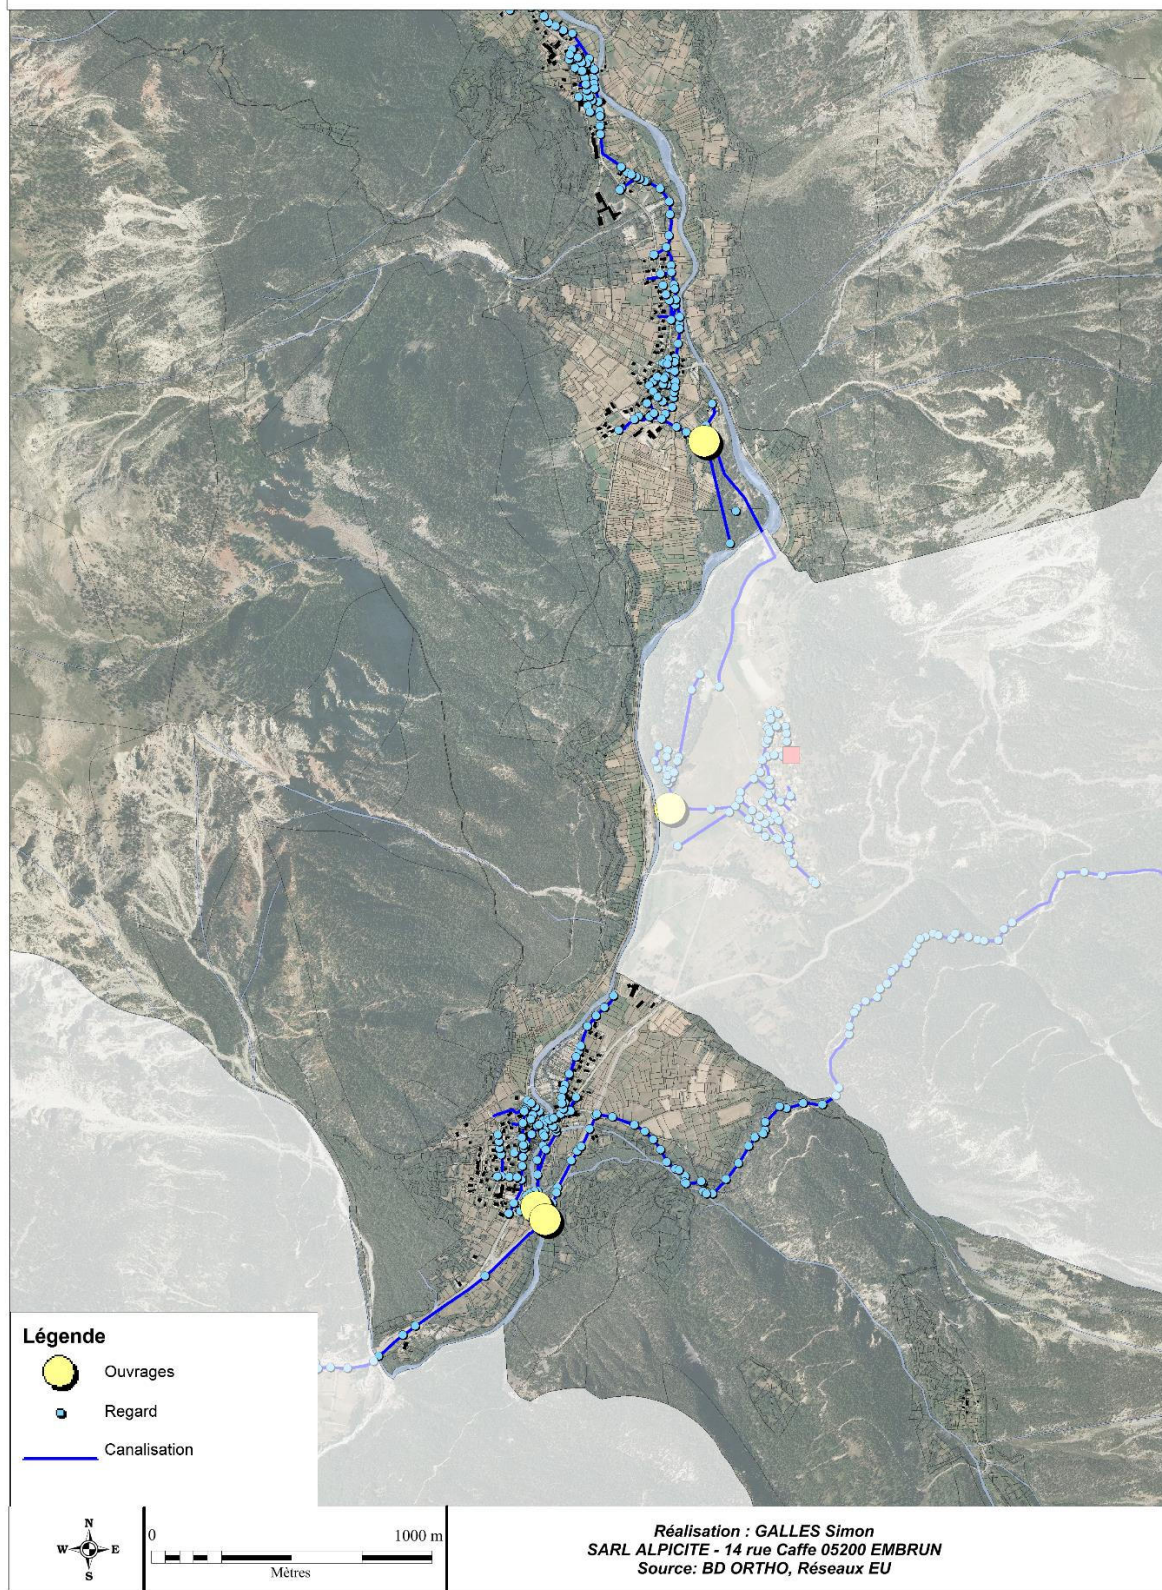 Légende
Ouvrages
Regard
Canalisation
N
W E
S
0 1000 m
Mètres
Réalisation : GALLES Simon
SARL ALPICITE - 14 rue Caffe 05200 EMBRUN
Source: BD ORTHO, Réseaux EU